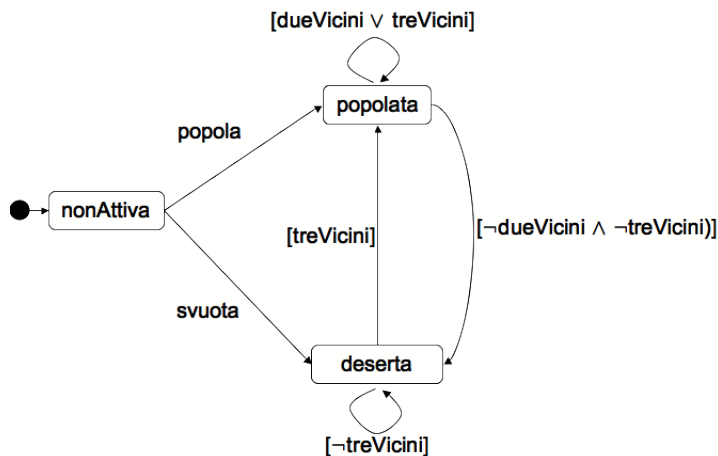 [dueVicini ∨ treVicini]
popolata
popola
nonAttiva
[treVicini]
[¬dueVicini ∧ ¬treVicini)]
svuota
deserta
[¬treVicini]